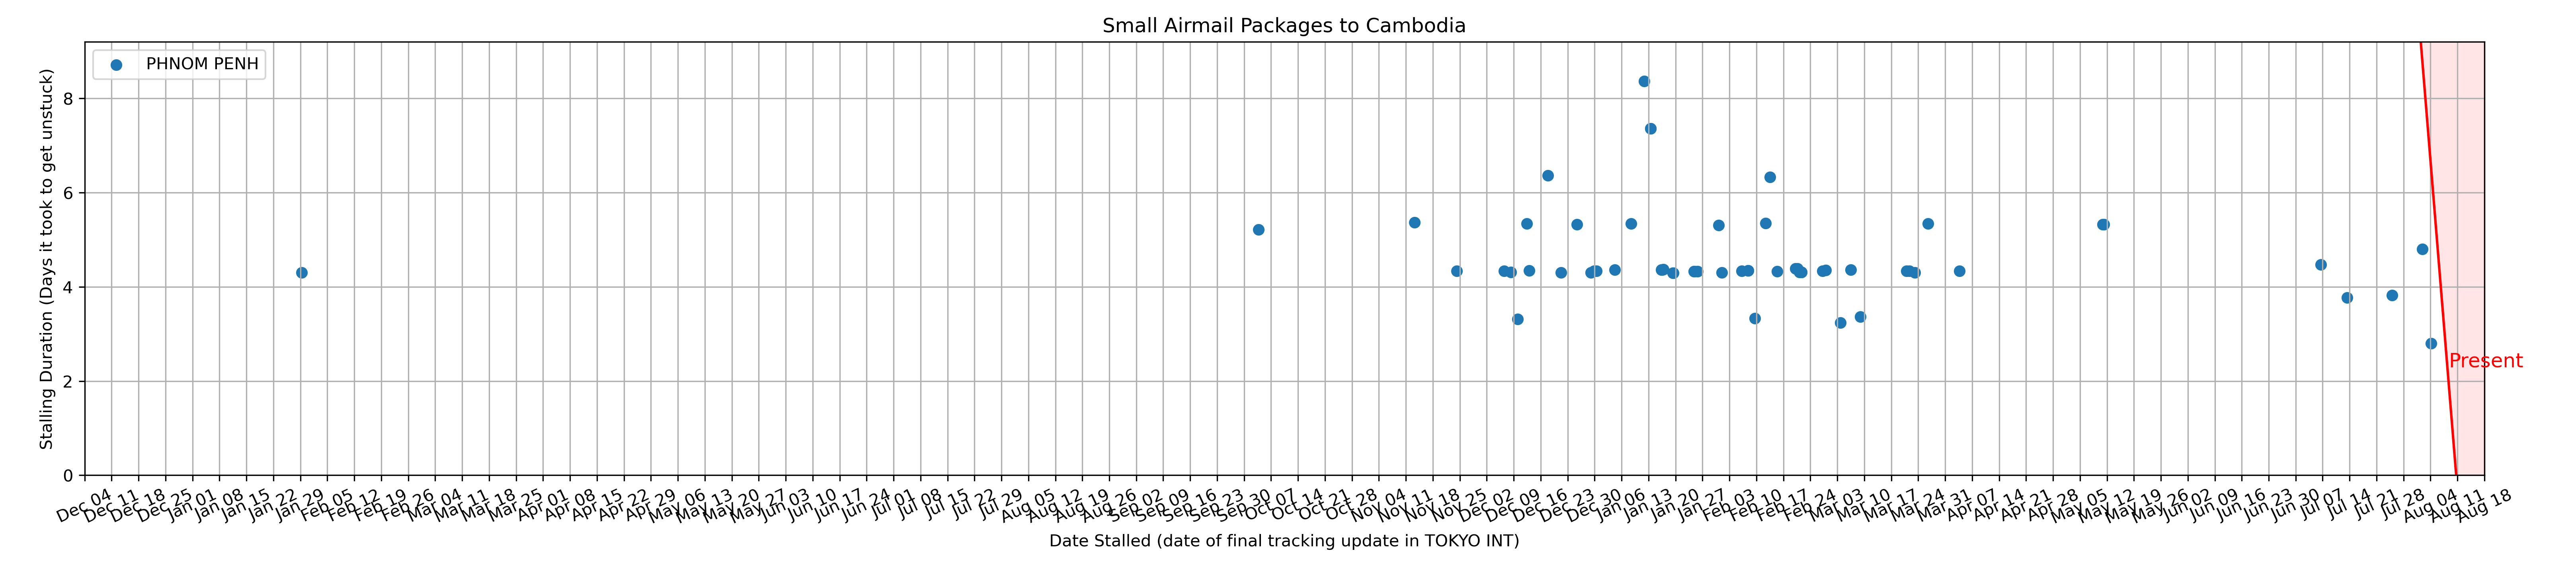 Small Airmail Packages to Cambodia
PHNOM PENH
Stalling Duration (Days it took to get unstuck)
8
6
4
2
0
Present
Dec 04
Dec 11
Dec 18
Dec 25
Jan 01
Jan 08
Jan 15
Jan 22
Jan 29
Feb 05
Feb 12
Feb 19
Feb 26
Mar 04
Mar 11
Mar 18
Mar 25
Apr 01
Apr 08
Apr 15
Apr 22
Apr 29
May 06
May 13
May 20
May 27
Jun 03
Jun 10
Jun 17
Jun 24
Jul 01
Jul 08
Jul 15
Jul 22
Jul 29
Aug 05
Aug 12
Aug 19
Aug 26
Sep 02
Sep 09
Sep 16
Sep 23
Sep 30
Oct 07
Oct 14
Oct 21
Oct 28
Nov 04
Nov 11
Nov 18
Nov 25
Dec 02
Dec 09
Dec 16
Dec 23
Dec 30
Jan 06
Jan 13
Jan 20
Jan 27
Feb 03
Feb 10
Feb 17
Feb 24
Mar 03
Mar 10
Mar 17
Mar 24
Mar 31
Apr 07
Apr 14
Apr 21
Apr 28
May 05
May 12
May 19
May 26
Jun 02
Jun 09
Jun 16
Jun 23
Jun 30
Jul 07
Jul 14
Jul 21
Jul 28
Aug 04
Aug 11
Aug 18
Date Stalled (date of final tracking update in TOKYO INT)